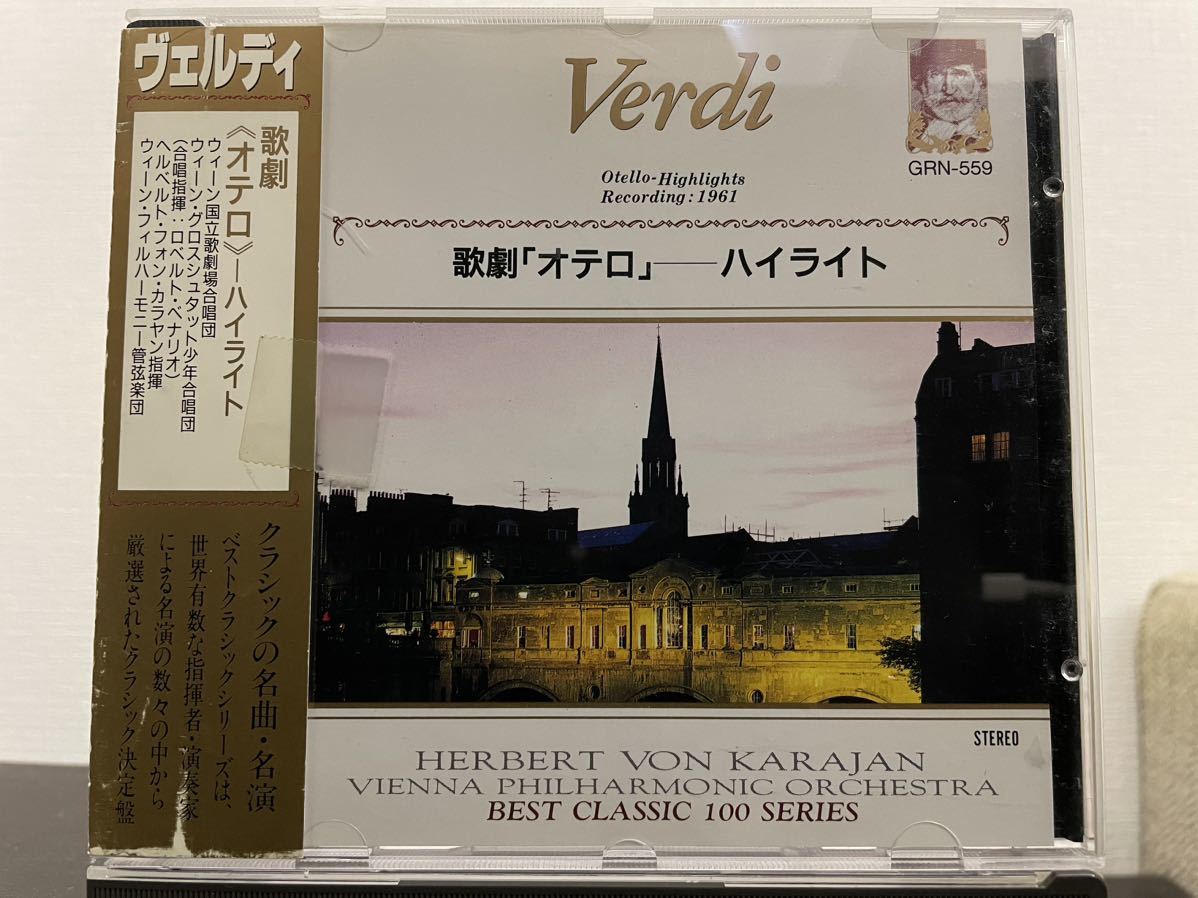 ヴェルディ
歌劇
《オテロ》―ハイライト
ウィーン国立歌劇場合唱団
ウィーン・グロスシュタット少年合唱団
(合唱指揮:ロベルト・ベナリオ)
ヘルベルト・フォン・カラヤン指揮
ウィーン・フィルハーモニー管弦楽団
クラシックの名曲・名演
ベストクラシックシリーズは、
世界有数な指揮者・演奏家
による名演の数々の中から
厳選されたクラシック決定盤
Verdi
GRN-559
Otello-Highlights
Recording:1961
歌劇「オテロ」――ハイライト
STEREO
HERBERT VON KARAJAN
VIENNA PHILHARMONIC ORCHESTRA
BEST CLASSIC 100 SERIES